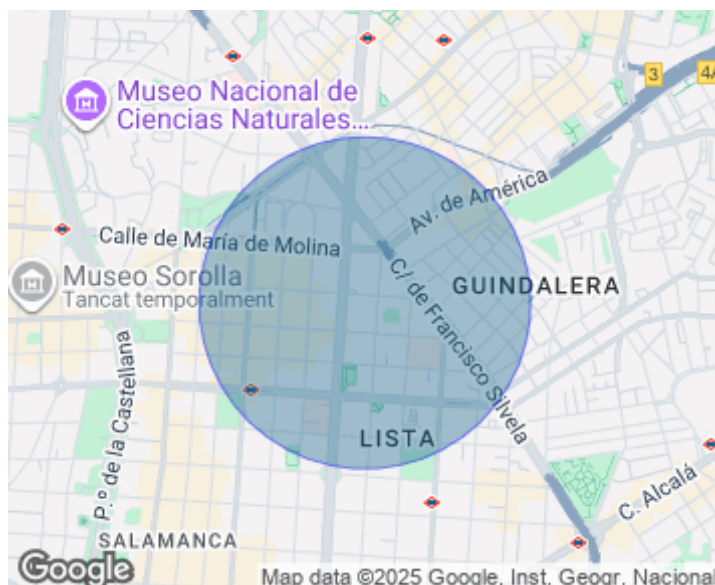 3
4A
Museo Nacional de
Ciencias Naturales...
Av. de América
Calle de María de Molina
Museo Sorolla
Tancat temporalment
GUINDALERA
C/ de Francisco Silvela
P.º de la Castellana
LISTA
C. Alcalá
SALAMANCA
Google
Map data ©2025 Google, Inst. Geogr. Nacional